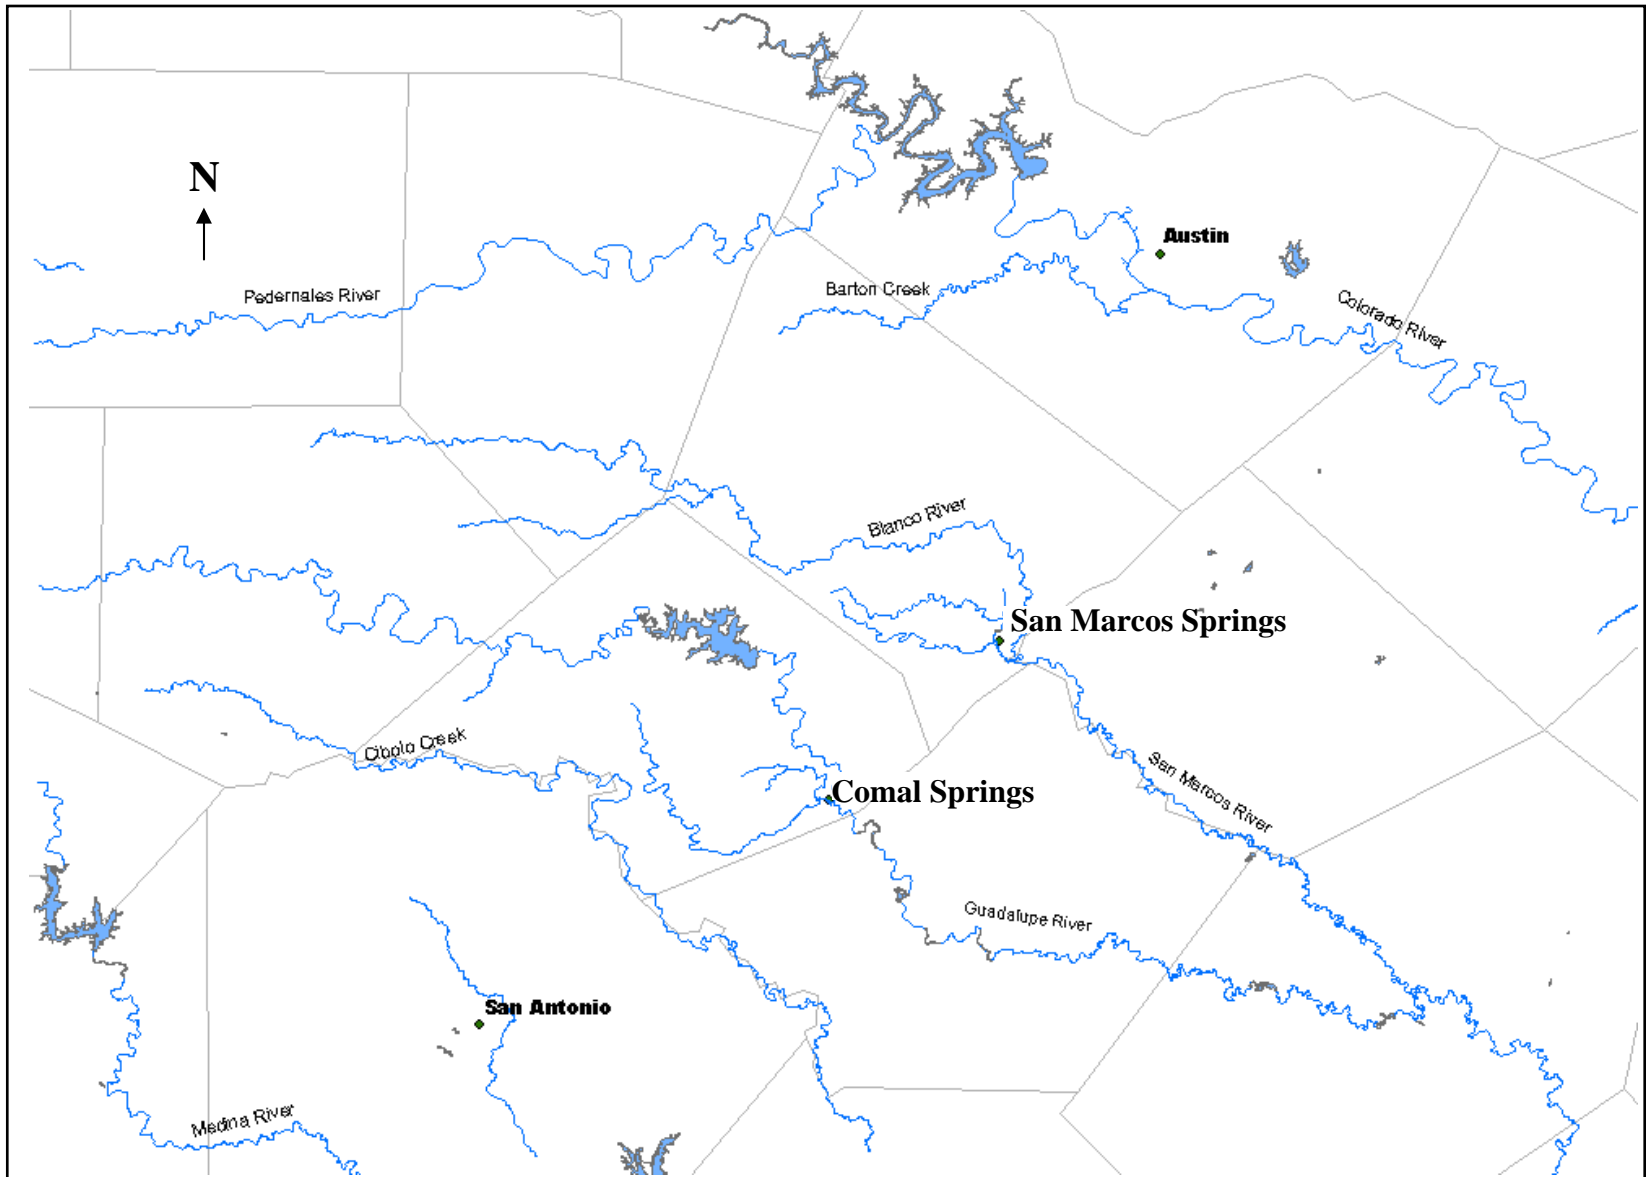 N
Austin
Pedernales River
Barton Creek
Colorado River
Blanco River
San Marcos Springs
Cibolo Creek
San Marcos River
Comal Springs
Guadalupe River
San Antonio
Medina River